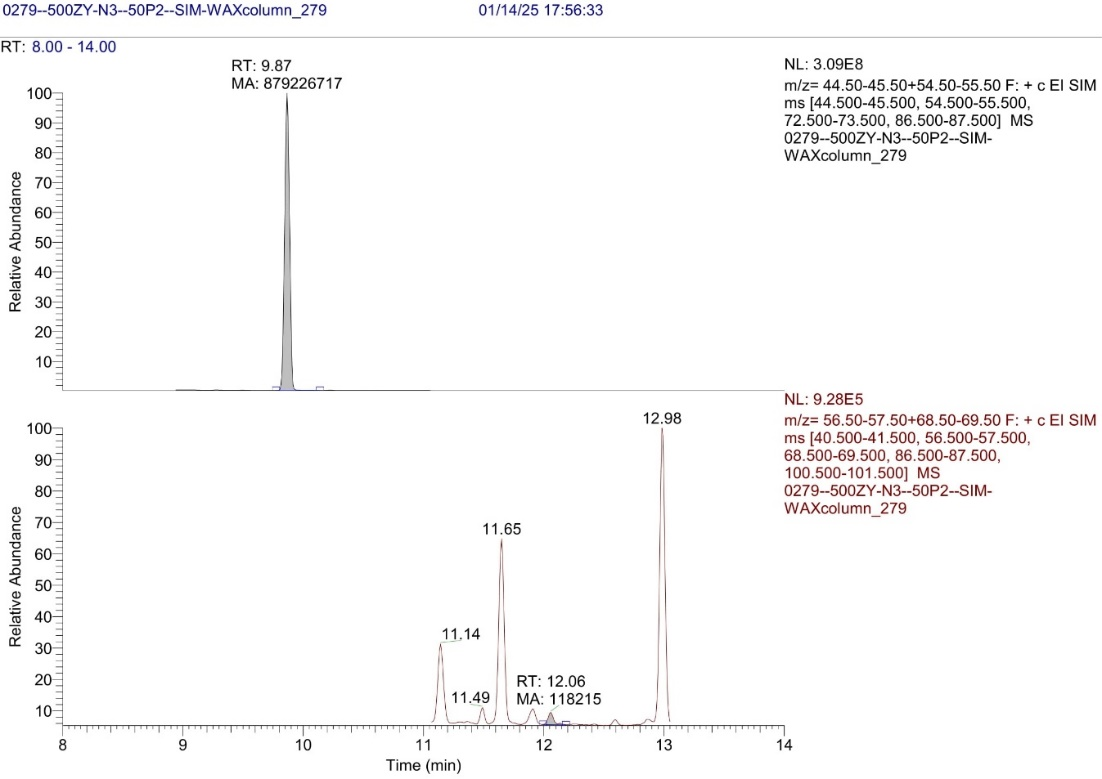 0279--500ZY-N3--50P2--SIM-WAXcolumn_279 01/14/25 17:56:33
RT: 8.00 - 14.00
RT: 9.87
MA: 879226717
NL: 3.09E8
m/z= 44.50-45.50+54.50-55.50 F: + c EI SIM
ms [44.500-45.500, 54.500-55.500,
72.500-73.500, 86.500-87.500] MS
0279--500ZY-N3--50P2--SIM-
WAXcolumn_279
100
90
80
70
60
50
40
30
20
10
Relative Abundance
NL: 9.28E5
m/z= 56.50-57.50+68.50-69.50 F: + c EI SIM
ms [40.500-41.500, 56.500-57.500,
68.500-69.500, 86.500-87.500,
100.500-101.500] MS
0279--500ZY-N3--50P2--SIM-
WAXcolumn_279
12.98
11.65
11.14
11.49
RT: 12.06
MA: 118215
100
90
80
70
60
50
40
30
20
10
Relative Abundance
8 9 10 11 12 13 14
Time (min)